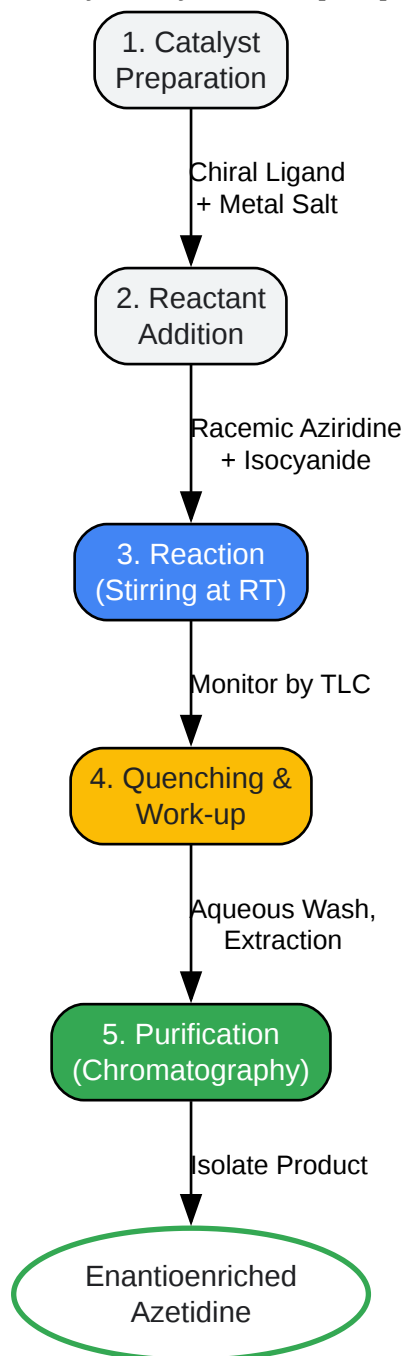 1. Catalyst
Preparation
Chiral Ligand
+ Metal Salt
2. Reactant
Addition
Racemic Aziridine
+ Isocyanide
3. Reaction
(Stirring at RT)
Monitor by TLC
4. Quenching &
Work-up
Aqueous Wash,
Extraction
5. Purification
(Chromatography)
Isolate Product
Enantioenriched
Azetidine